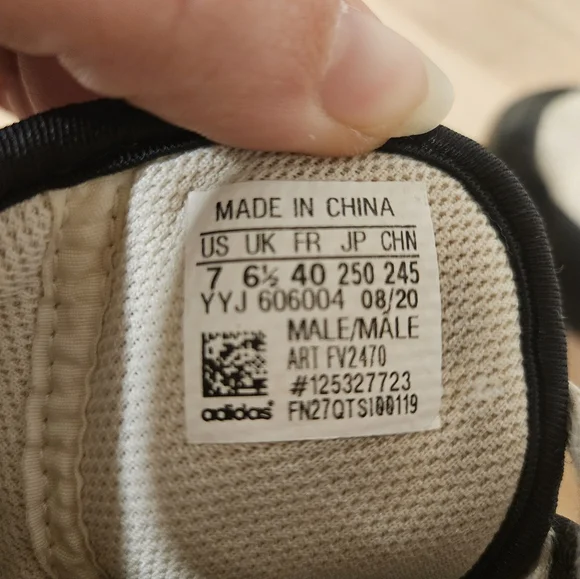 MADE IN CHINA
US UK FR JP CHN
7 6½ 40 250 245
YYJ 606004 08/20
MALE/MÂLE
ART FV2470
#125327723
adidas® FN27QTSI00119